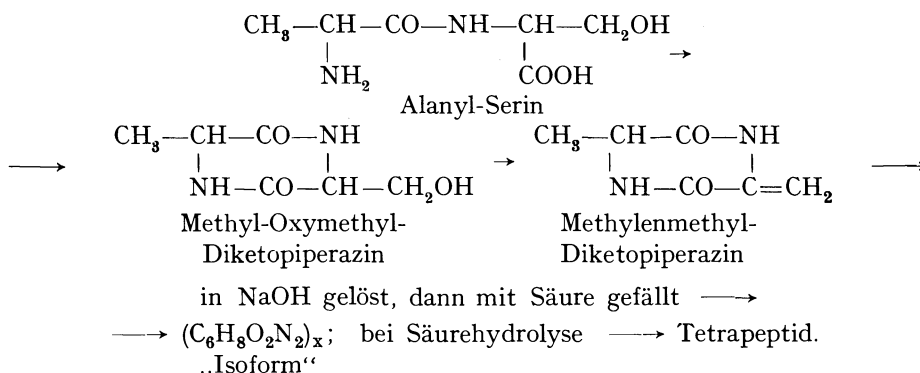 CH₃—CH—CO—NH—CH—CH₂OH
NH₂ COOH →
Alanyl-Serin
CH₃—CH—CO—NH CH₃—CH—CO—NH
⟶ → ⟶
NH—CO—CH—CH₂OH NH—CO—C=CH₂
Methyl-Oxymethyl- Methylenmethyl-
Diketopiperazin Diketopiperazin
in NaOH gelöst, dann mit Säure gefällt ⟶
⟶ (C₆H₈O₂N₂)ₓ; bei Säurehydrolyse ⟶ Tetrapeptid.
„Isoform“